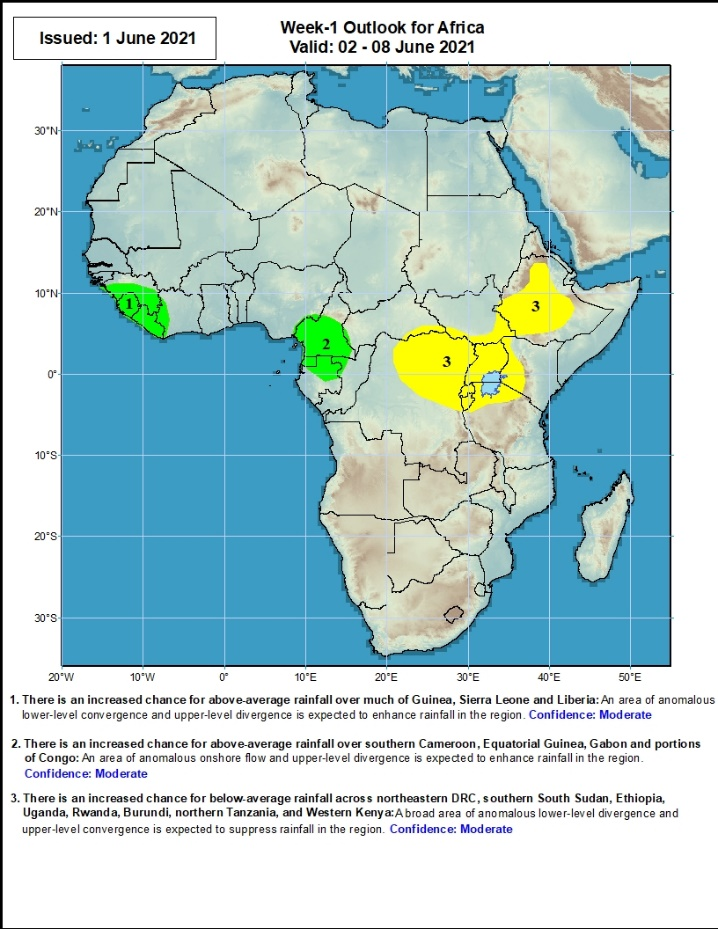 Issued: 1 June 2021
Week-1 Outlook for Africa
Valid: 02 - 08 June 2021
30°N
20°N
10°N
0°
10°S
20°S
30°S
1
2
3
3
20°W 10°W 0° 10°E 20°E 30°E 40°E 50°E
1. There is an increased chance for above-average rainfall over much of Guinea, Sierra Leone and Liberia: An area of anomalous
lower-level convergence and upper-level divergence is expected to enhance rainfall in the region. Confidence: Moderate
2. There is an increased chance for above-average rainfall over southern Cameroon, Equatorial Guinea, Gabon and portions
of Congo: An area of anomalous onshore flow and upper-level divergence is expected to enhance rainfall in the region.
Confidence: Moderate
3. There is an increased chance for below-average rainfall across northeastern DRC, southern South Sudan, Ethiopia,
Uganda, Rwanda, Burundi, northern Tanzania, and Western Kenya: A broad area of anomalous lower-level divergence and
upper-level convergence is expected to suppress rainfall in the region. Confidence: Moderate